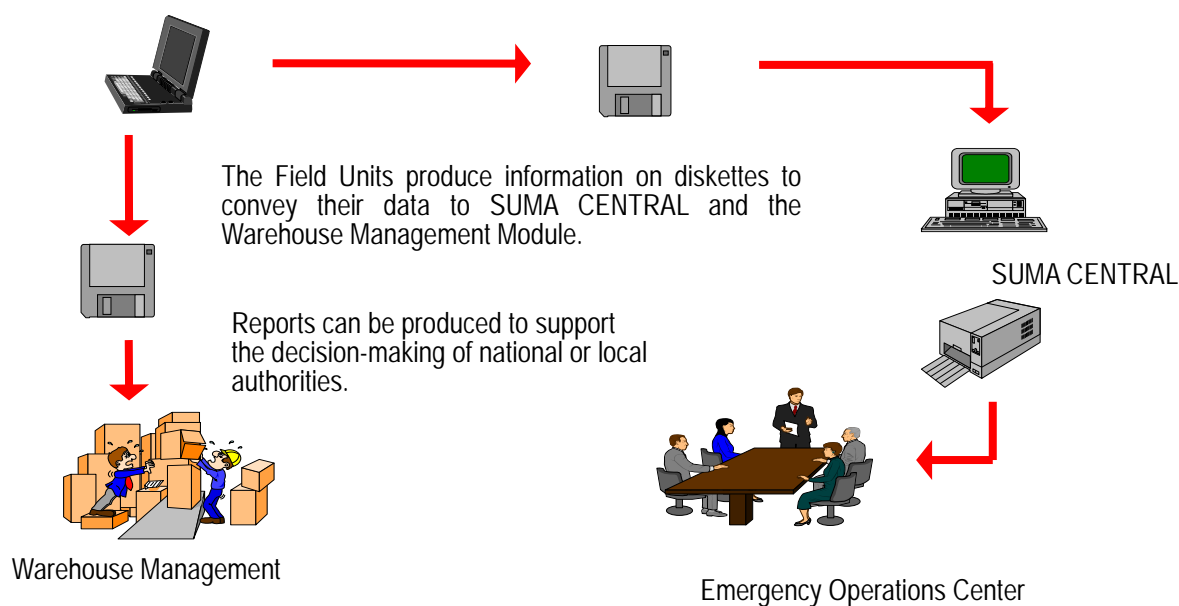 The Field Units produce information on diskettes to
convey their data to SUMA CENTRAL and the
Warehouse Management Module.
SUMA CENTRAL
Reports can be produced to support
the decision-making of national or local
authorities.
Warehouse Management
Emergency Operations Center